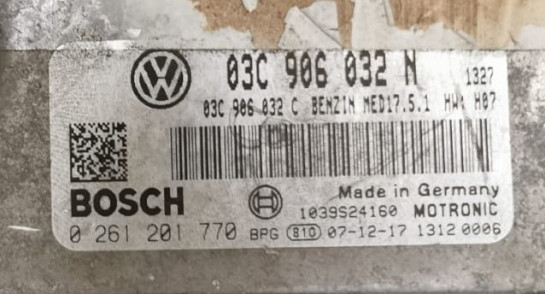 03C 906 032 N 1327
03C 906 032 C BENZIN MED17.5.1 HW: H07
BOSCH
Made in Germany
1039S24160 MOTRONIC
0 261 201 770 BPG 810 07-12-17 1312 0006